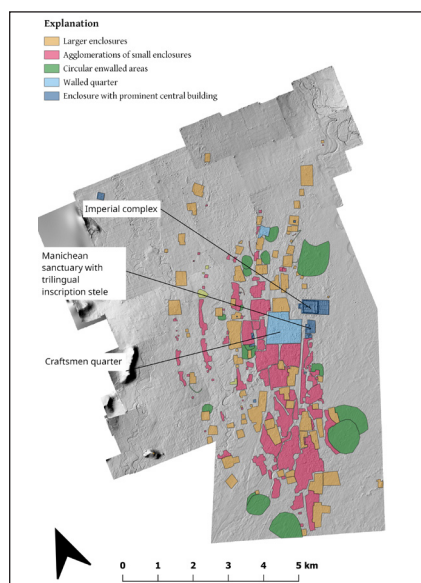 Explanation
Larger enclosures
Agglomerations of small enclosures
Circular enwalled areas
Walled quarter
Enclosure with prominent central building
Imperial complex
Manichean
sanctuary with
trilingual
inscription stele
Craftsmen quarter
0 1 2 3 4 5 km